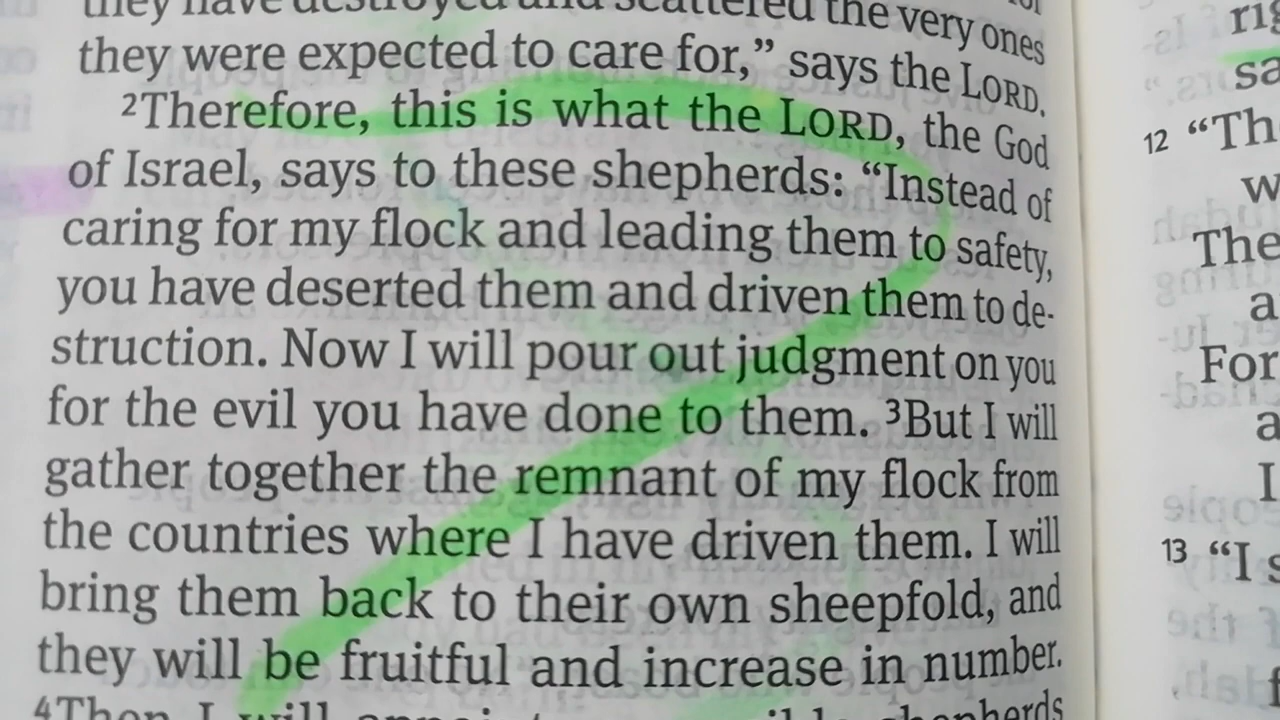 they have destroyed and scattered the very ones
they were expected to care for,” says the LORD.
²Therefore, this is what the LORD, the God
of Israel, says to these shepherds: “Instead of
caring for my flock and leading them to safety,
you have deserted them and driven them to de-
struction. Now I will pour out judgment on you
for the evil you have done to them. ³But I will
gather together the remnant of my flock from
the countries where I have driven them. I will
bring them back to their own sheepfold, and
they will be fruitful and increase in number.
⁴Then I will shepherds
12 “Th
w
The
a
For
a
I
13 “I s